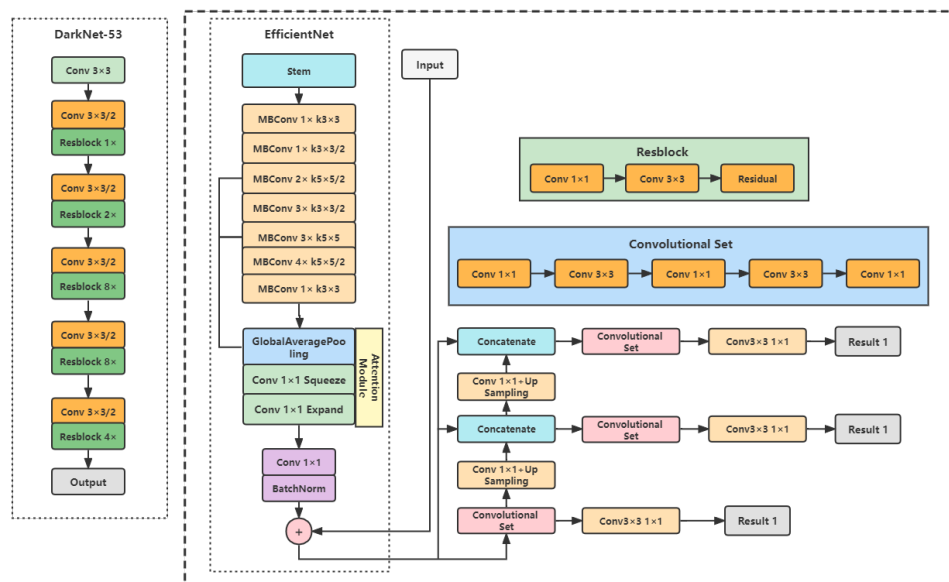 DarkNet-53
Conv 3×3
Conv 3×3/2
Resblock 1×
Conv 3×3/2
Resblock 2×
Conv 3×3/2
Resblock 8×
Conv 3×3/2
Resblock 8×
Conv 3×3/2
Resblock 4×
Output
EfficientNet
Stem
MBConv 1× k3×3
MBConv 1× k3×3/2
MBConv 2× k5×5/2
MBConv 3× k3×3/2
MBConv 3× k5×5
MBConv 4× k5×5/2
MBConv 1× k3×3
GlobalAveragePo
oling
Conv 1×1 Squeeze
Conv 1×1 Expand
Attention
Module
Conv 1×1
BatchNorm
+
Input
Resblock
Conv 1×1
Conv 3×3
Residual
Convolutional Set
Conv 1×1
Conv 3×3
Conv 1×1
Conv 3×3
Conv 1×1
Concatenate
Convolutional
Set
Conv3×3 1×1
Result 1
Conv 1×1+Up
Sampling
Concatenate
Convolutional
Set
Conv3×3 1×1
Result 1
Conv 1×1+Up
Sampling
Convolutional
Set
Conv3×3 1×1
Result 1